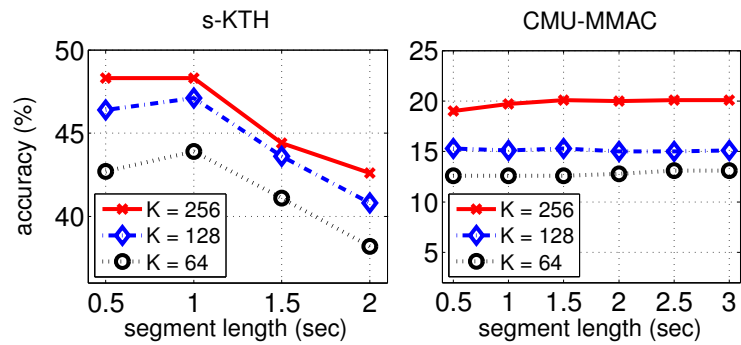 s-KTH
CMU-MMAC
accuracy (%)
50
45
40
K = 256
K = 128
K = 64
0.5 1 1.5 2
segment length (sec)
25
20
15
10
5
K = 256
K = 128
K = 64
0.5 1 1.5 2 2.5 3
segment length (sec)